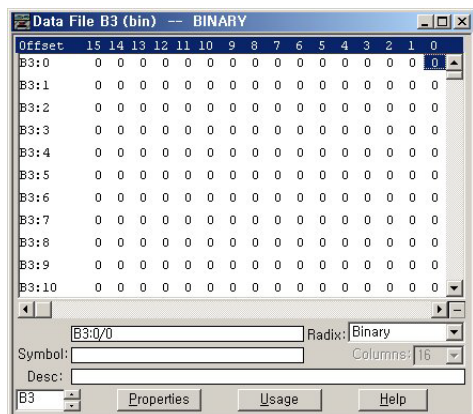 Data File B3 (bin) -- BINARY
Offset 15 14 13 12 11 10 9 8 7 6 5 4 3 2 1 0
B3:0 0 0 0 0 0 0 0 0 0 0 0 0 0 0 0 0
B3:1 0 0 0 0 0 0 0 0 0 0 0 0 0 0 0 0
B3:2 0 0 0 0 0 0 0 0 0 0 0 0 0 0 0 0
B3:3 0 0 0 0 0 0 0 0 0 0 0 0 0 0 0 0
B3:4 0 0 0 0 0 0 0 0 0 0 0 0 0 0 0 0
B3:5 0 0 0 0 0 0 0 0 0 0 0 0 0 0 0 0
B3:6 0 0 0 0 0 0 0 0 0 0 0 0 0 0 0 0
B3:7 0 0 0 0 0 0 0 0 0 0 0 0 0 0 0 0
B3:8 0 0 0 0 0 0 0 0 0 0 0 0 0 0 0 0
B3:9 0 0 0 0 0 0 0 0 0 0 0 0 0 0 0 0
B3:10 0 0 0 0 0 0 0 0 0 0 0 0 0 0 0 0
B3:0/0 Radix: Binary
Symbol: Columns: 16
Desc:
B3 Properties Usage Help